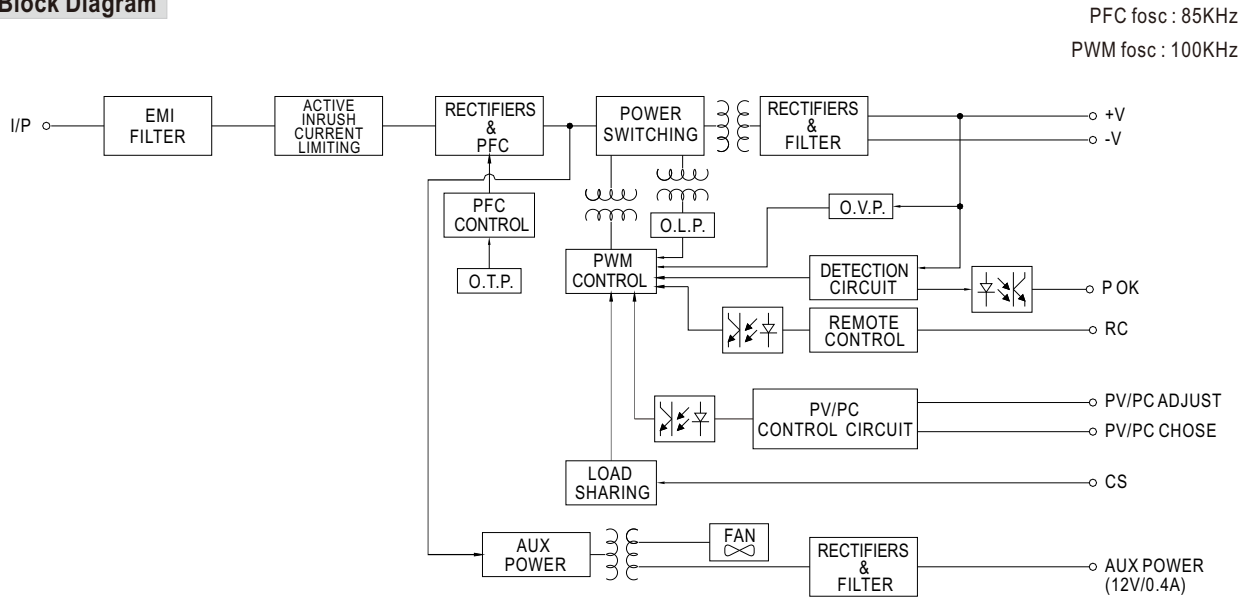 Block Diagram
PFC fosc : 85KHz
PWM fosc : 100KHz
I/P
EMI
FILTER
ACTIVE
INRUSH
CURRENT
LIMITING
RECTIFIERS
&
PFC
POWER
SWITCHING
RECTIFIERS
&
FILTER
+V
-V
PFC
CONTROL
O.L.P.
O.V.P.
O.T.P.
PWM
CONTROL
DETECTION
CIRCUIT
P OK
REMOTE
CONTROL
RC
PV/PC
CONTROL CIRCUIT
PV/PC ADJUST
PV/PC CHOSE
LOAD
SHARING
CS
AUX
POWER
FAN
RECTIFIERS
&
FILTER
AUX POWER
(12V/0.4A)